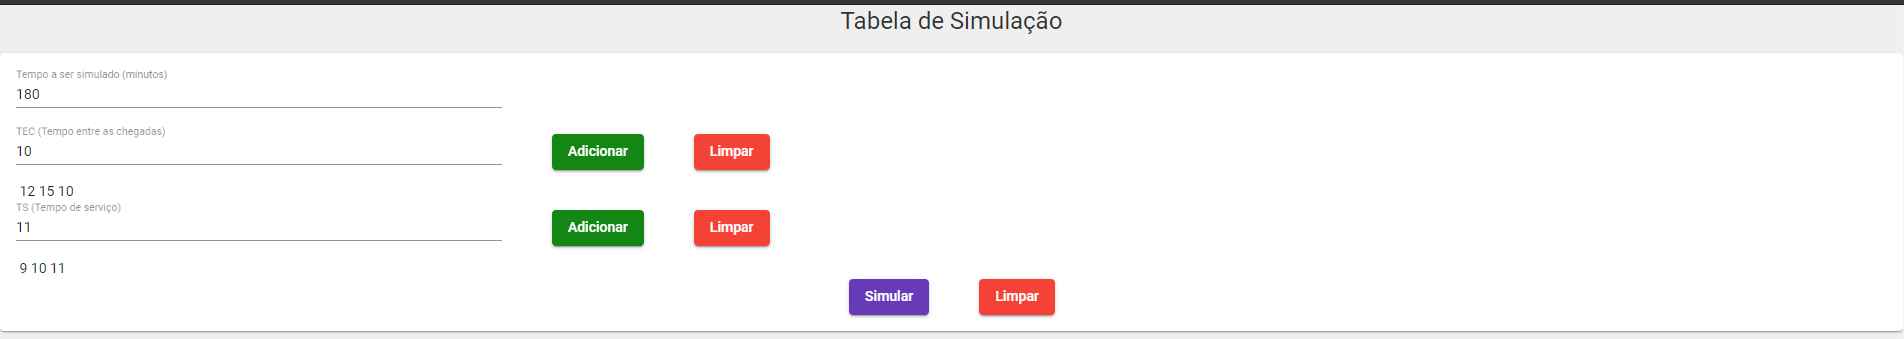 Tabela de Simulação
Tempo a ser simulado (minutos)
180
TEC (Tempo entre as chegadas)
10
Adicionar
Limpar
12 15 10
TS (Tempo de serviço)
11
Adicionar
Limpar
9 10 11
Simular
Limpar